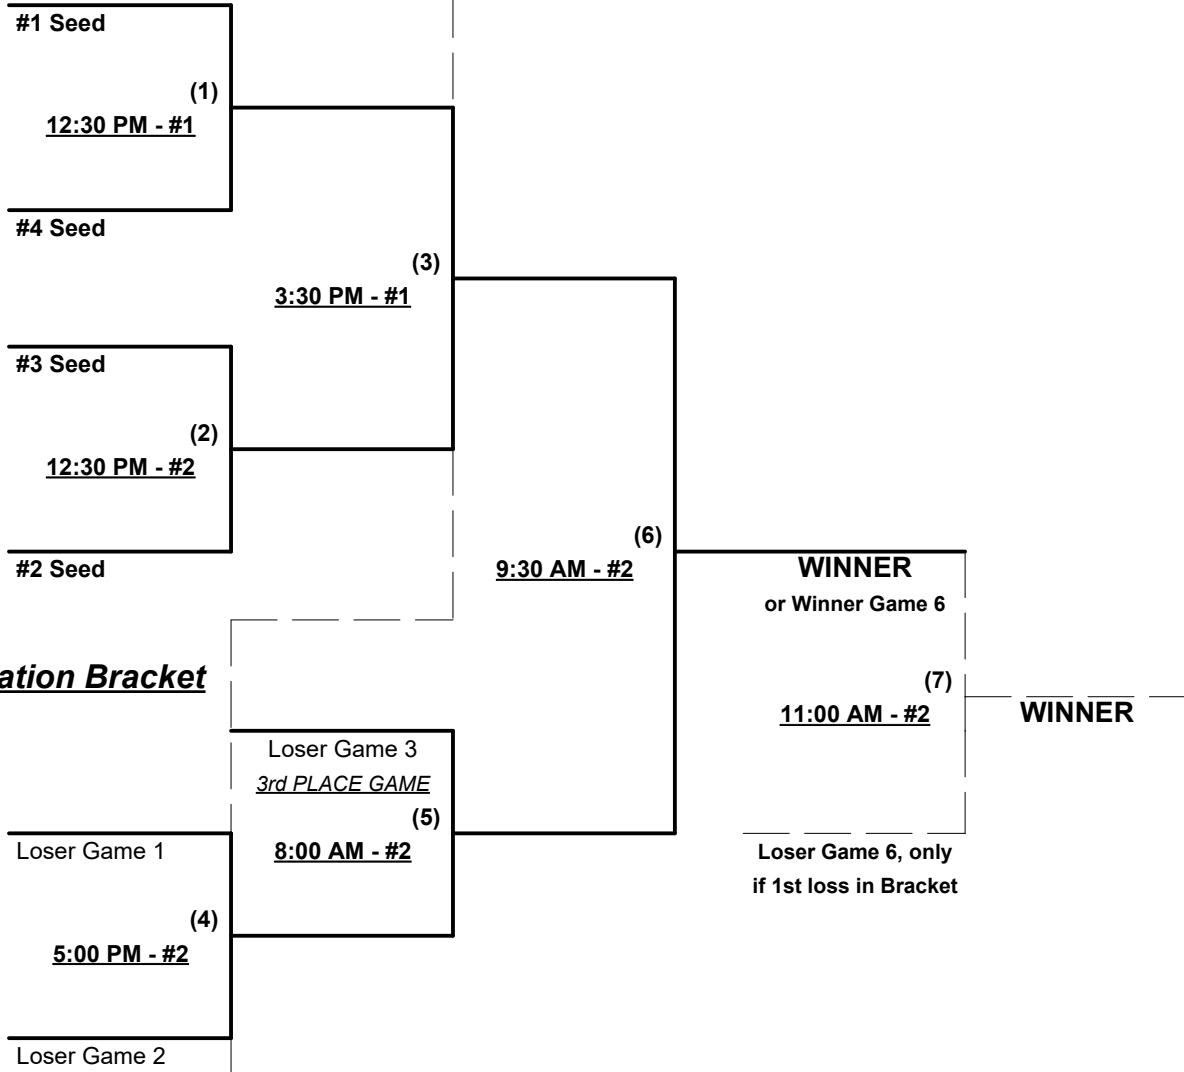 #1 Seed
(1)
12:30 PM - #1
#4 Seed
(3)
3:30 PM - #1
#3 Seed
(2)
12:30 PM - #2
#2 Seed
(6)
9:30 AM - #2
WINNER
or Winner Game 6
(7)
11:00 AM - #2
WINNER
ation Bracket
Loser Game 3
3rd PLACE GAME
(5)
8:00 AM - #2
Loser Game 6, only
if 1st loss in Bracket
Loser Game 1
(4)
5:00 PM - #2
Loser Game 2